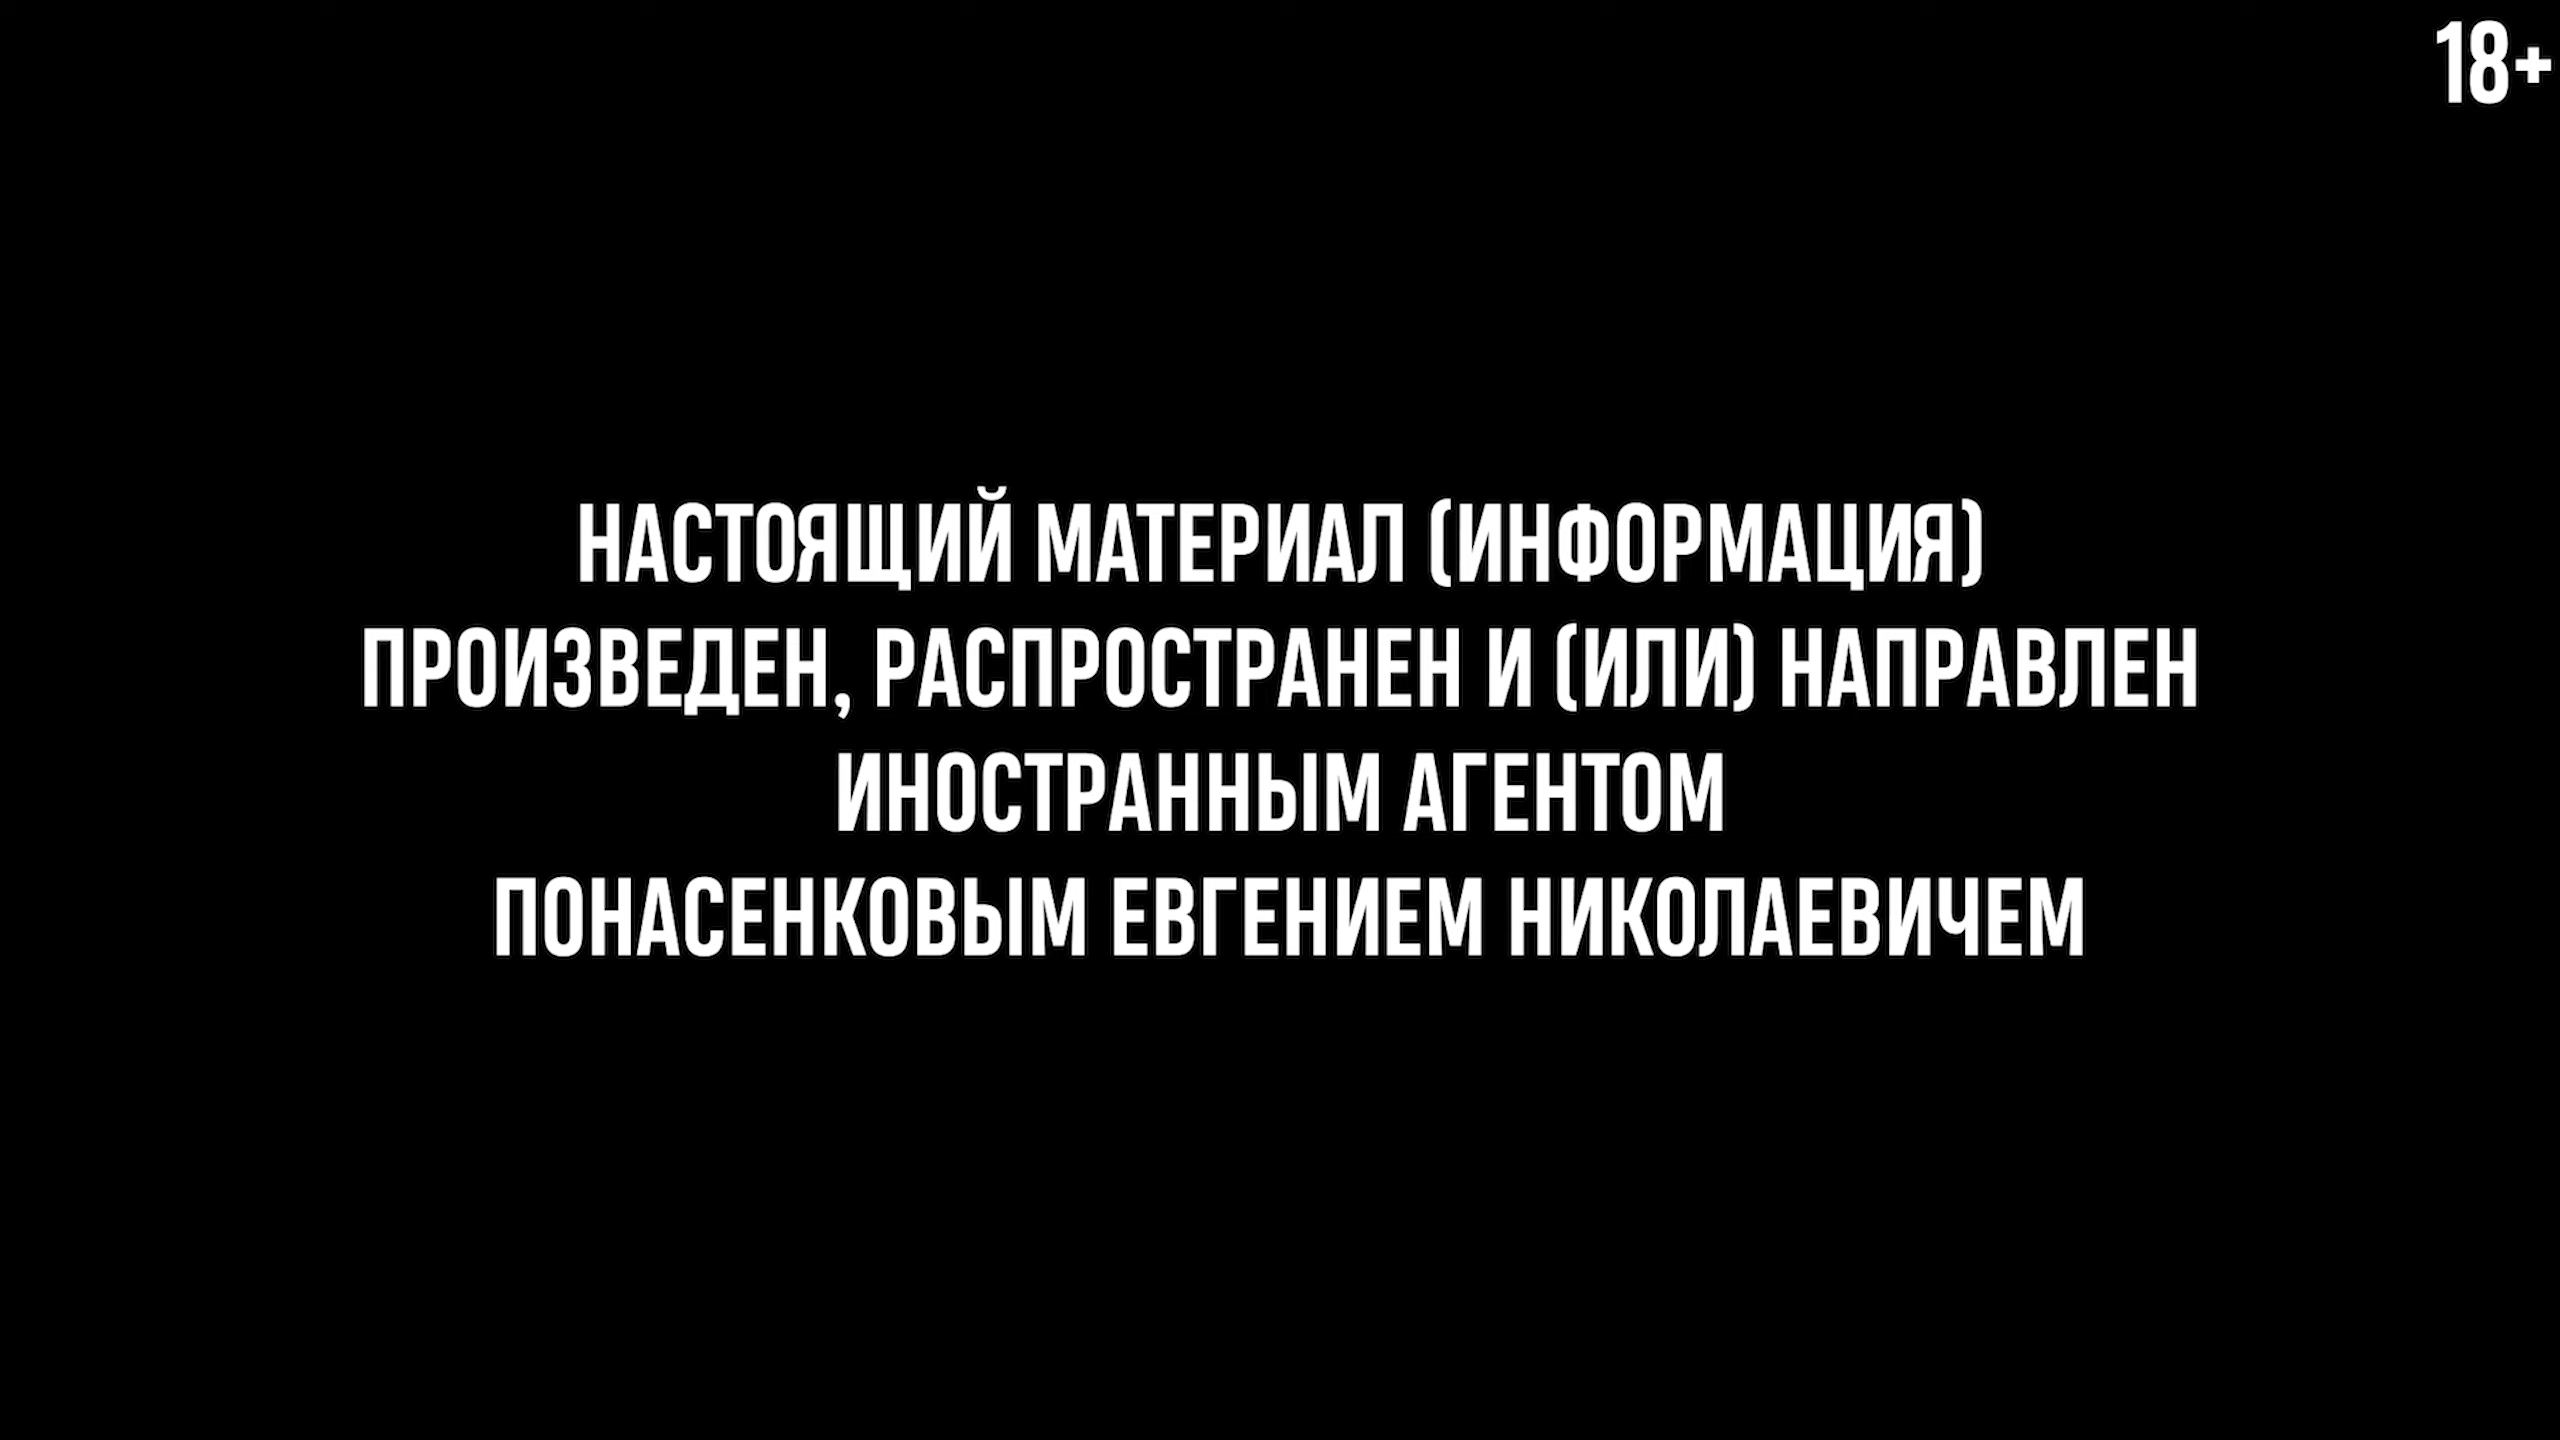 18+
НАСТОЯЩИЙ МАТЕРИАЛ (ИНФОРМАЦИЯ)
ПРОИЗВЕДЕН, РАСПРОСТРАНЕН И (ИЛИ) НАПРАВЛЕН
ИНОСТРАННЫМ АГЕНТОМ
ПОНАСЕНКОВЫМ ЕВГЕНИЕМ НИКОЛАЕВИЧЕМ